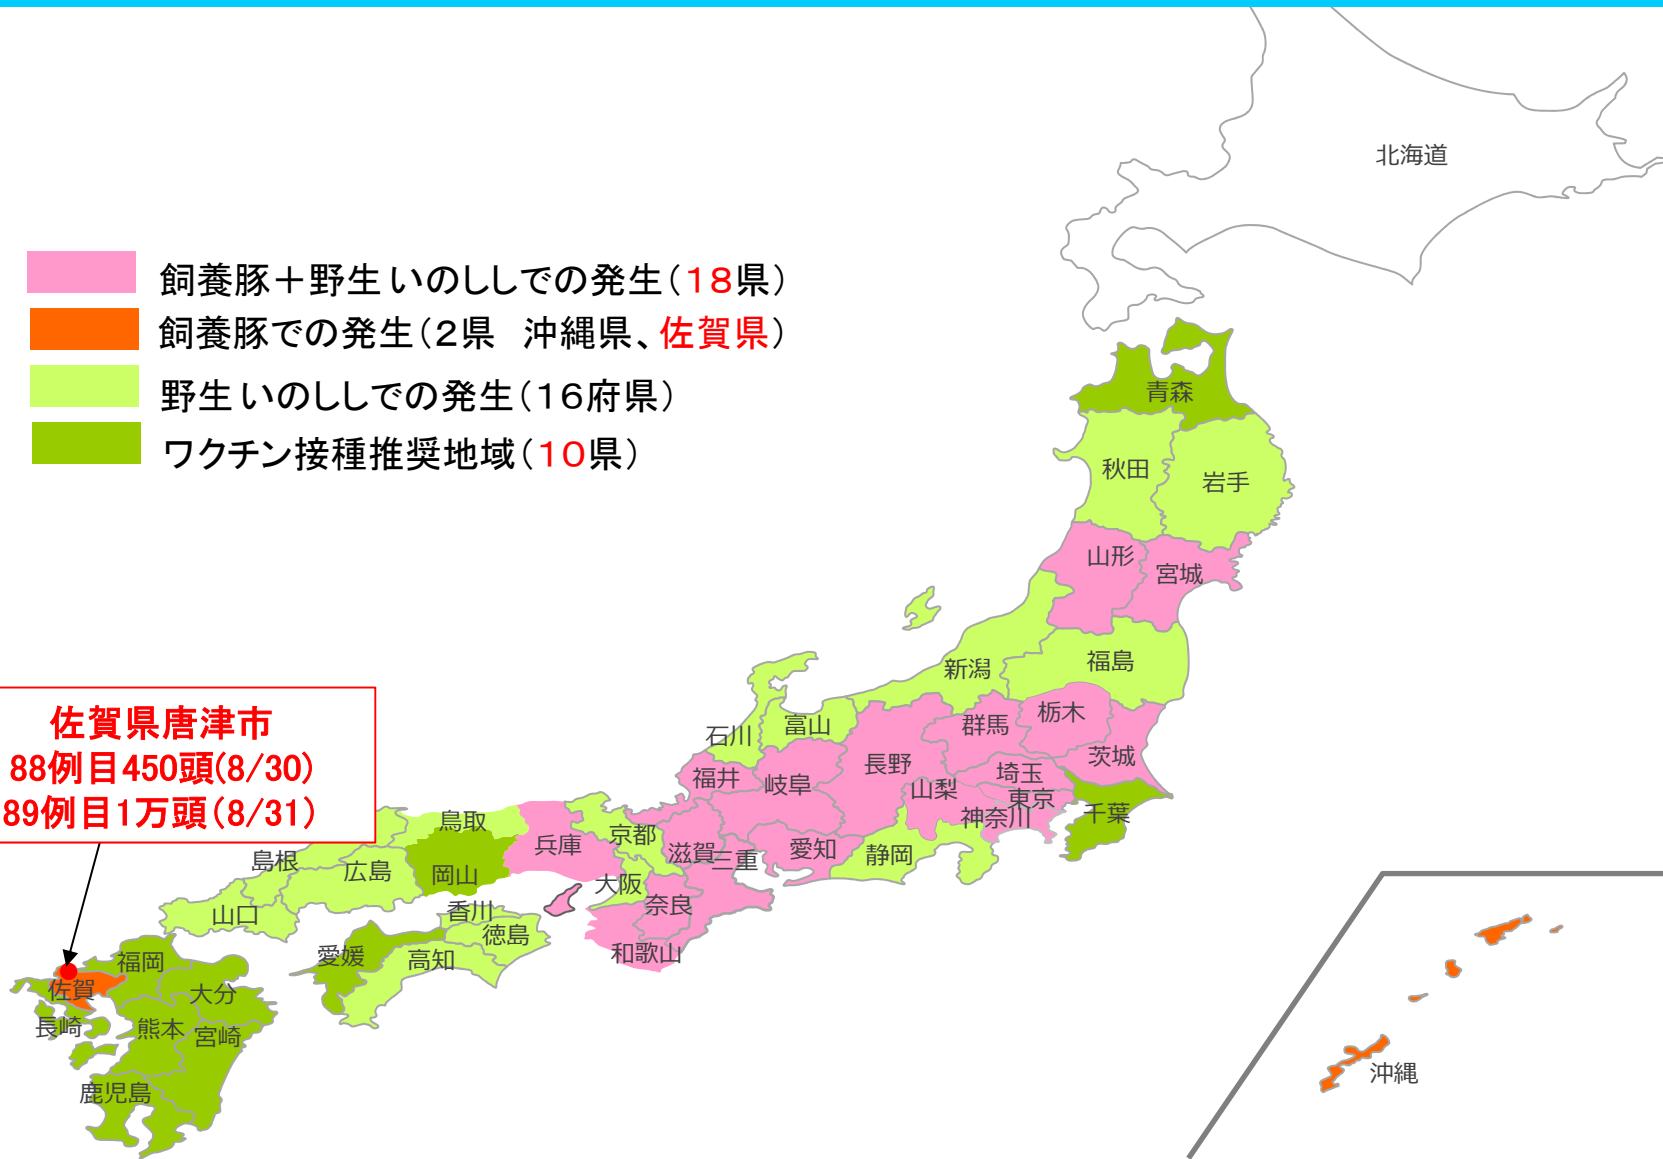 北海道
飼養豚＋野生いのししでの発生（18県）
飼養豚での発生（2県　沖縄県、佐賀県）
野生いのししでの発生（16府県）
ワクチン接種推奨地域（10県）
青森
秋田
岩手
山形
宮城
新潟
福島
佐賀県唐津市
88例目450頭(8/30)
89例目1万頭（8/31）
石川
富山
群馬
栃木
福井
岐阜
長野
埼玉
茨城
山梨
東京
神奈川
千葉
鳥取
兵庫
京都
滋賀
三重
愛知
静岡
島根
広島
岡山
大阪
奈良
山口
香川
徳島
和歌山
愛媛
高知
福岡
佐賀
大分
長崎
熊本
宮崎
鹿児島
沖縄